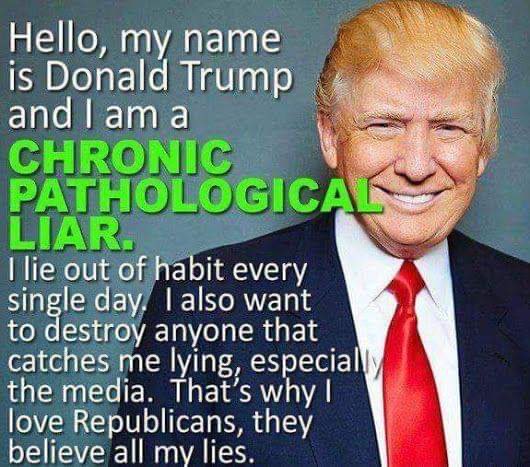 Hello, my name
is Donald Trump
and I am a
CHRONIC
PATHOLOGICAL
LIAR.
I lie out of habit every
single day.  I also want
to destroy anyone that
catches me lying, especially
the media.  That's why I
love Republicans, they
believe all my lies.